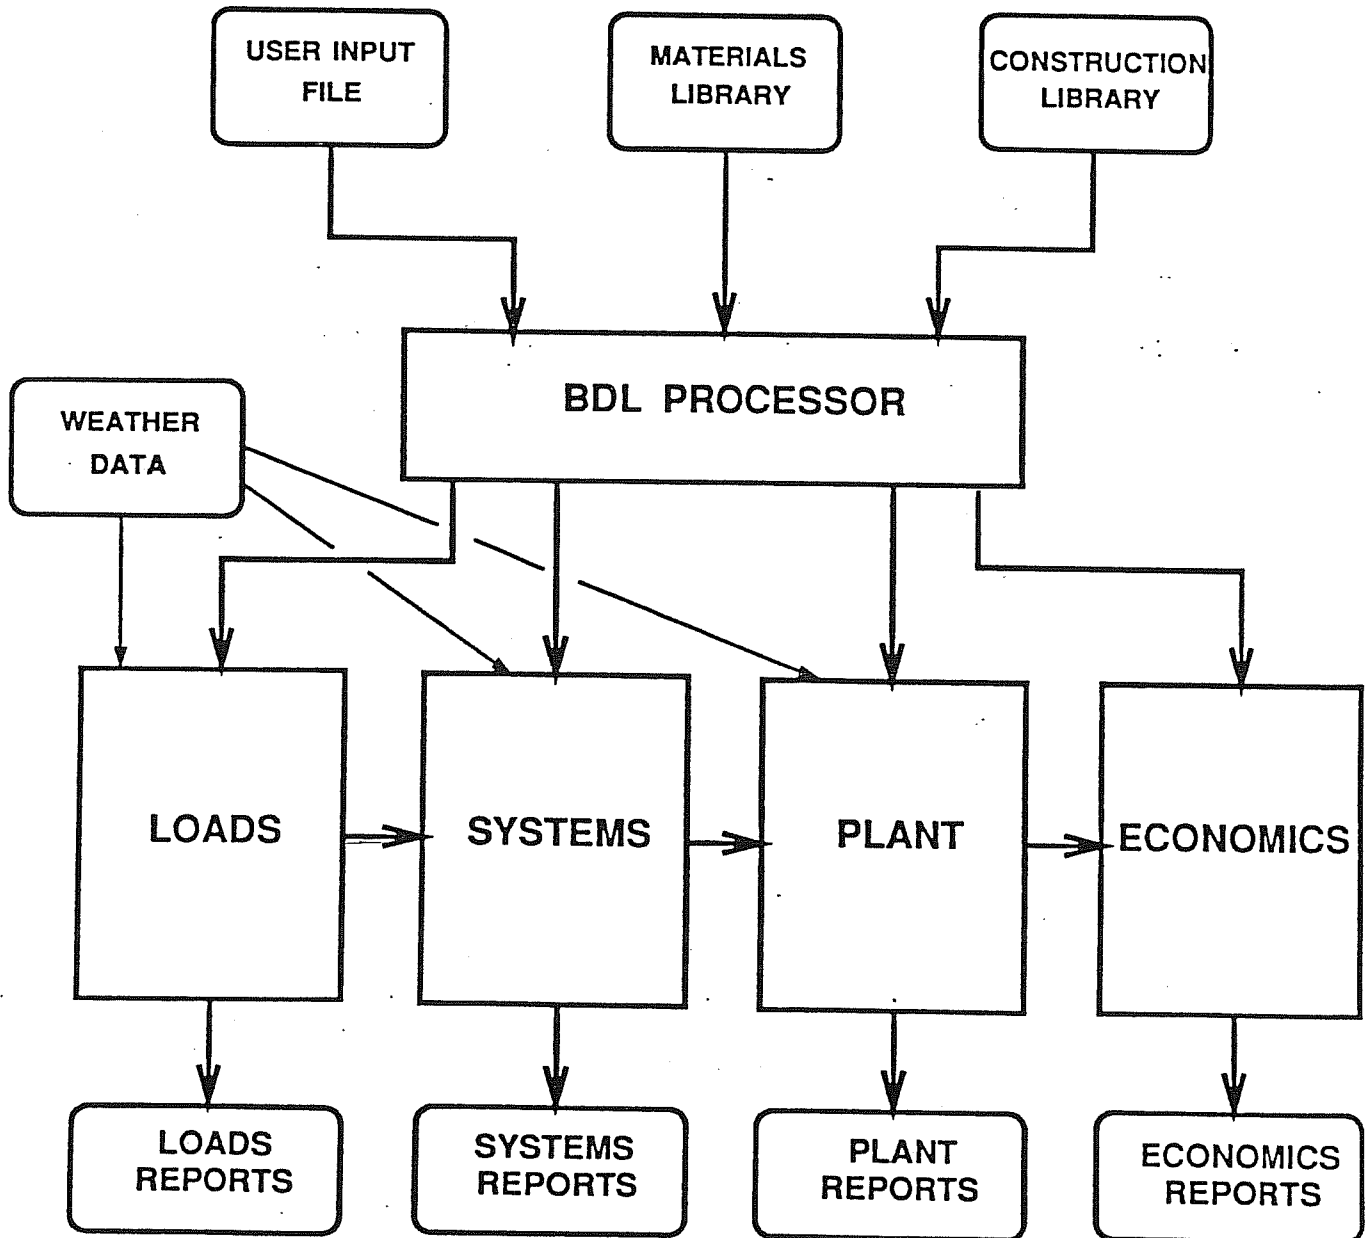 USER INPUT
FILE
MATERIALS
LIBRARY
CONSTRUCTION
LIBRARY
BDL PROCESSOR
WEATHER
DATA
LOADS
SYSTEMS
PLANT
ECONOMICS
LOADS
REPORTS
SYSTEMS
REPORTS
PLANT
REPORTS
ECONOMICS
REPORTS